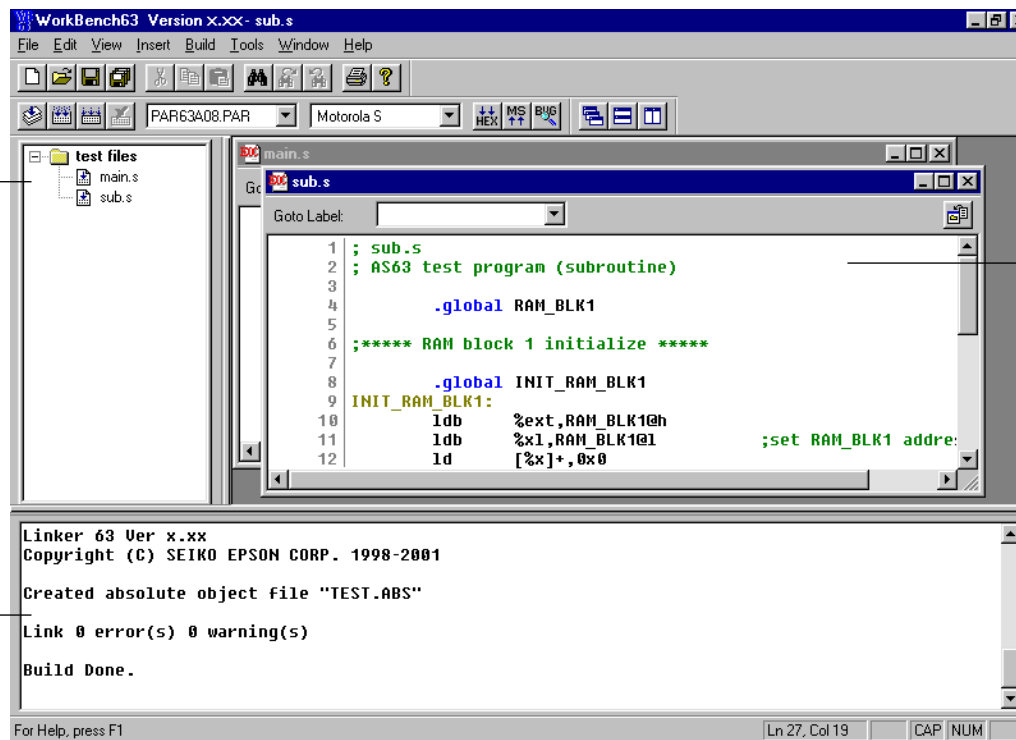 WorkBench63 Version x.xx- sub.s
File Edit View Insert Build Tools Window Help
PAR63A08.PAR Motorola S HEX MS BUG
test files
main.s
sub.s
main.s
sub.s
Goto Label:
1 ; sub.s
2 ; AS63 test program (subroutine)
3
4 .global RAM_BLK1
5
6 ;***** RAM block 1 initialize *****
7
8 .global INIT_RAM_BLK1
9 INIT_RAM_BLK1:
10 ldb %ext,RAM_BLK1@h
11 ldb %xl,RAM_BLK1@l ;set RAM_BLK1 addre
12 ld [%x]+,0x0
Linker 63 Ver x.xx
Copyright (C) SEIKO EPSON CORP. 1998-2001
Created absolute object file "TEST.ABS"
Link 0 error(s) 0 warning(s)
Build Done.
For Help, press F1
Ln 27, Col 19 CAP NUM